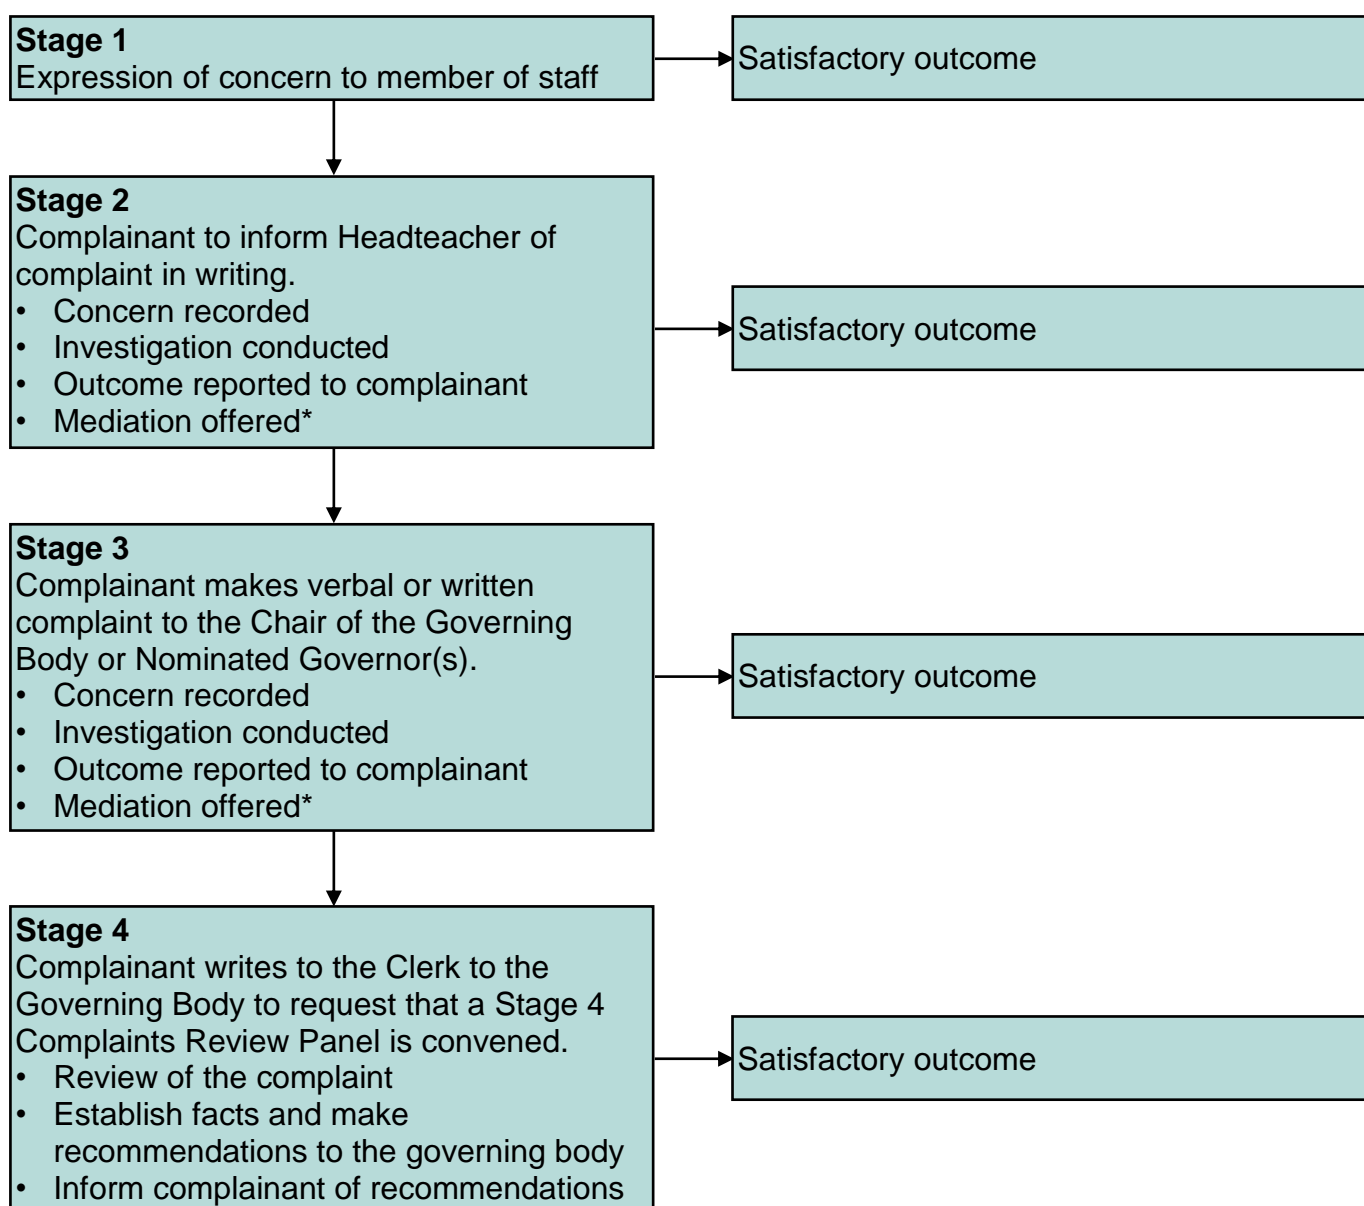 Stage 1
Expression of concern to member of staff
Satisfactory outcome
Stage 2
Complainant to inform Headteacher of
complaint in writing.
• Concern recorded
• Investigation conducted
• Outcome reported to complainant
• Mediation offered*
Satisfactory outcome
Stage 3
Complainant makes verbal or written
complaint to the Chair of the Governing
Body or Nominated Governor(s).
• Concern recorded
• Investigation conducted
• Outcome reported to complainant
• Mediation offered*
Satisfactory outcome
Stage 4
Complainant writes to the Clerk to the
Governing Body to request that a Stage 4
Complaints Review Panel is convened.
• Review of the complaint
• Establish facts and make
recommendations to the governing body
• Inform complainant of recommendations
Satisfactory outcome